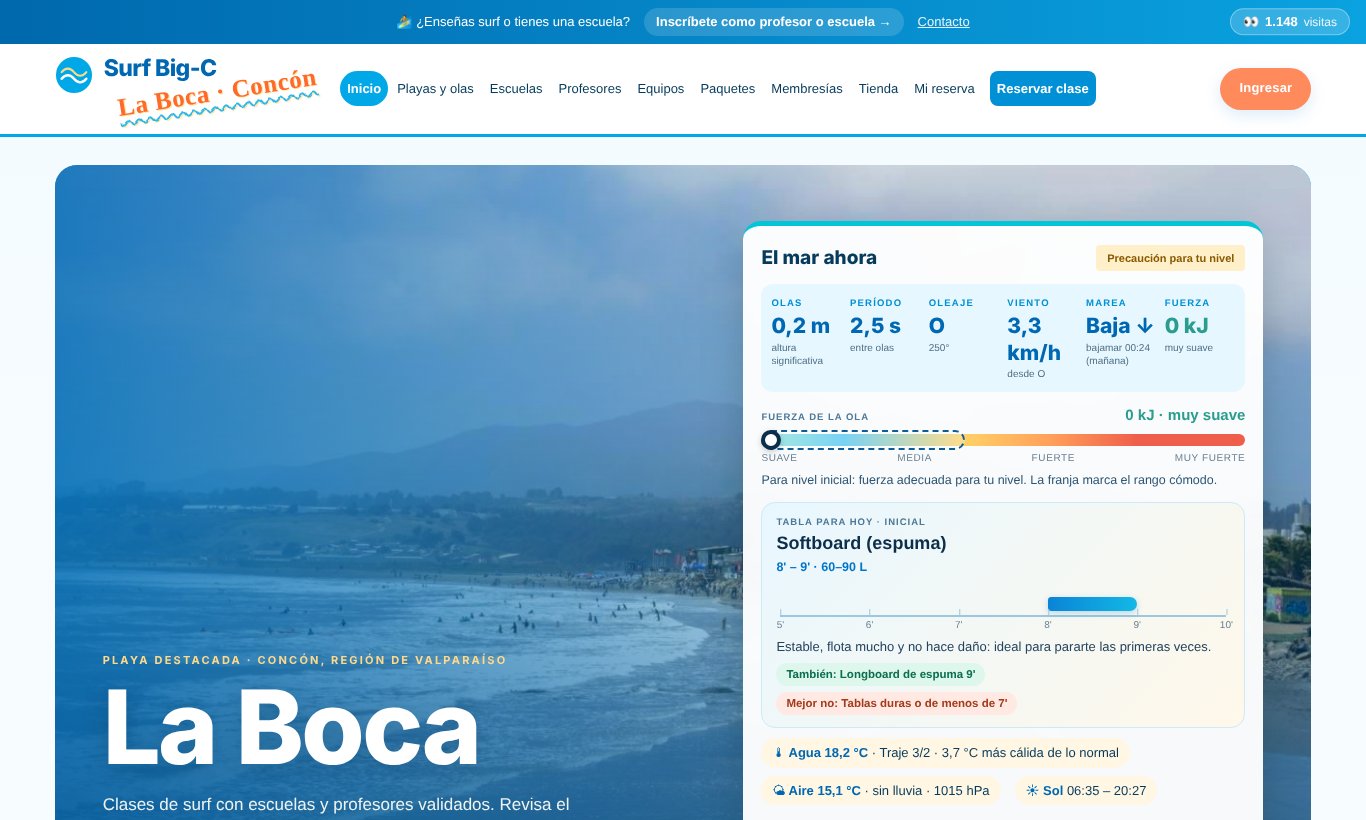 🏄 ¿Enseñas surf o tienes una escuela? Inscríbete como profesor o escuela → Contacto 👀 1.148 visitas
Surf Big-C
La Boca · Concón
Inicio Playas y olas Escuelas Profesores Equipos Paquetes Membresías Tienda Mi reserva Reservar clase Ingresar
PLAYA DESTACADA · CONCÓN, REGIÓN DE VALPARAÍSO
La Boca
Clases de surf con escuelas y profesores validados. Revisa el
El mar ahora Precaución para tu nivel
OLAS PERÍODO OLEAJE VIENTO MAREA FUERZA
0,2 m 2,5 s O 3,3 km/h Baja ↓ 0 kJ
altura significativa entre olas 250° desde O bajamar 00:24 (mañana) muy suave
FUERZA DE LA OLA 0 kJ · muy suave
SUAVE MEDIA FUERTE MUY FUERTE
Para nivel inicial: fuerza adecuada para tu nivel. La franja marca el rango cómodo.
TABLA PARA HOY · INICIAL
Softboard (espuma)
8' – 9' · 60–90 L
5' 6' 7' 8' 9' 10'
Estable, flota mucho y no hace daño: ideal para pararte las primeras veces.
También: Longboard de espuma 9'
Mejor no: Tablas duras o de menos de 7'
🌡 Agua 18,2 °C · Traje 3/2 · 3,7 °C más cálida de lo normal
🌤 Aire 15,1 °C · sin lluvia · 1015 hPa ☀ Sol 06:35 – 20:27